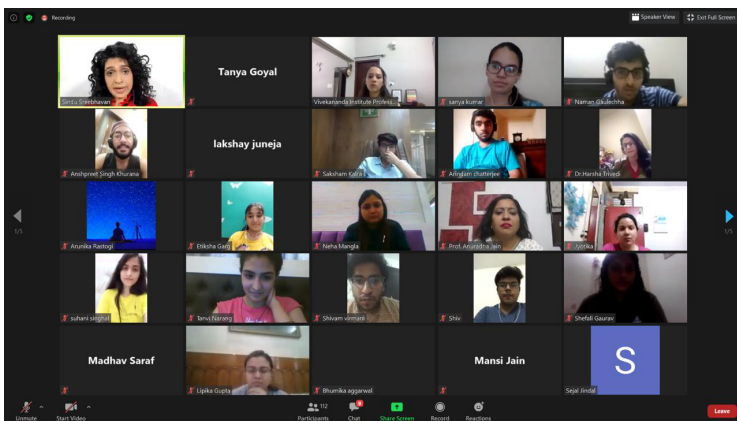 Recording
Speaker View
Exit Full Screen
Sindu Sreebhavan
Tanya Goyal
Vivekananda Institute Profess...
sanya kumar
Naman Gaulechha
Anshpreet Singh Khurana
lakshay juneja
Saksham Kalra
Arindam chatterjee
Dr.Harsha Trivedi
Arunika Rastogi
Etiksha Garg
Neha Mangla
Prof. Anuradha Jain
Jyotika
suhani singhal
Tanvi Narang
Shivam virmani
Shiv
Shefali Gaurav
Madhav Saraf
Lipika Gupta
Bhumika aggarwal
Mansi Jain
S
Sejal Jindal
1/5
1/5
Unmute
Start Video
112
Participants
Chat
Share Screen
Record
Reactions
Leave